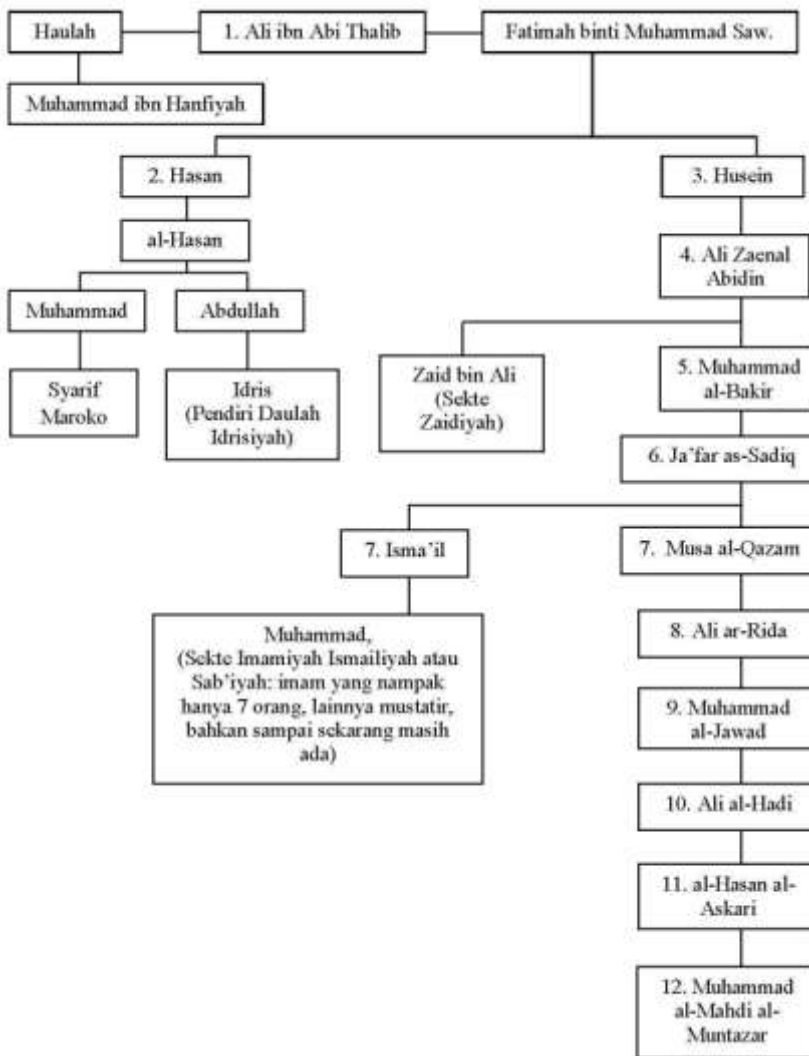 Haulah
1. Ali ibn Abi Thalib
Fatimah binti Muhammad Saw.
Muhammad ibn Hanfiyah
2. Hasan
3. Husein
al-Hasan
4. Ali Zaenal
Abidin
Muhammad
Abdullah
Syarif
Maroko
Idris
(Pendiri Daulah
Idrisiyah)
Zaid bin Ali
(Sekte
Zaidiyah)
5. Muhammad
al-Bakir
6. Ja'far as-Sadiq
7. Isma'il
7. Musa al-Qazam
Muhammad,
(Sekte Imamiyah Ismailiyah atau
Sab'iyah: imam yang nampak
hanya 7 orang, lainnya mustatir,
bahkan sampai sekarang masih
ada)
8. Ali ar-Rida
9. Muhammad
al-Jawad
10. Ali al-Hadi
11. al-Hasan al-
Askari
12. Muhammad
al-Mahdi al-
Muntazar